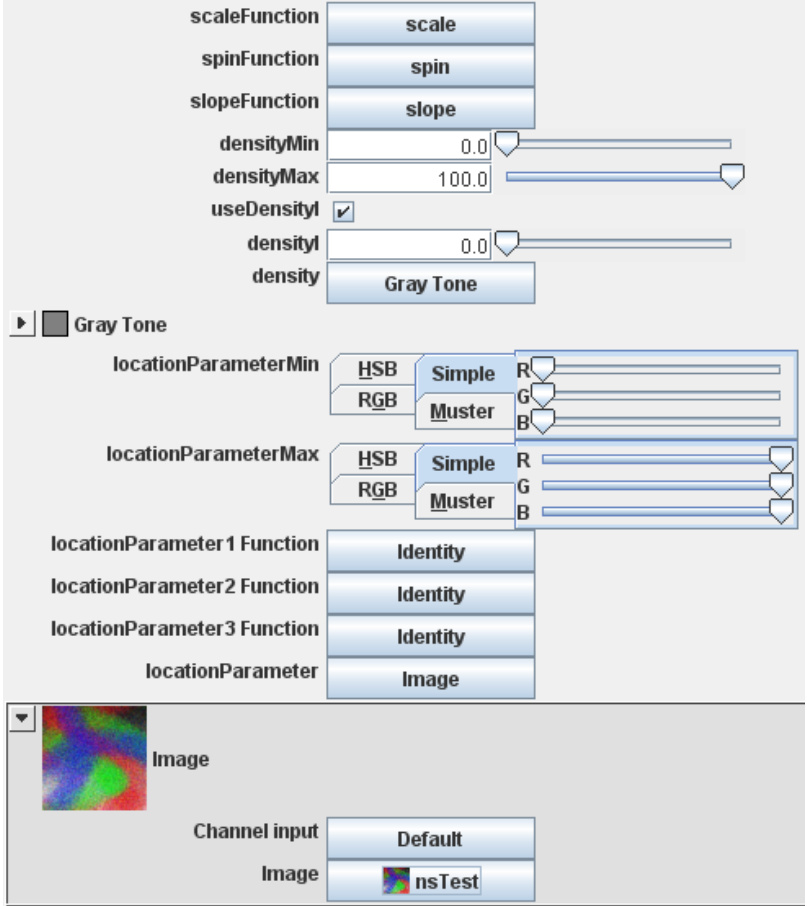 scaleFunction scale
spinFunction spin
slopeFunction slope
densityMin 0.0
densityMax 100.0
useDensityI
densityI 0.0
density Gray Tone
Gray Tone
locationParameterMin HSB Simple R
RGB Muster G
B
locationParameterMax HSB Simple R
RGB Muster G
B
locationParameter1 Function Identity
locationParameter2 Function Identity
locationParameter3 Function Identity
locationParameter Image
Image
Channel input Default
Image nsTest